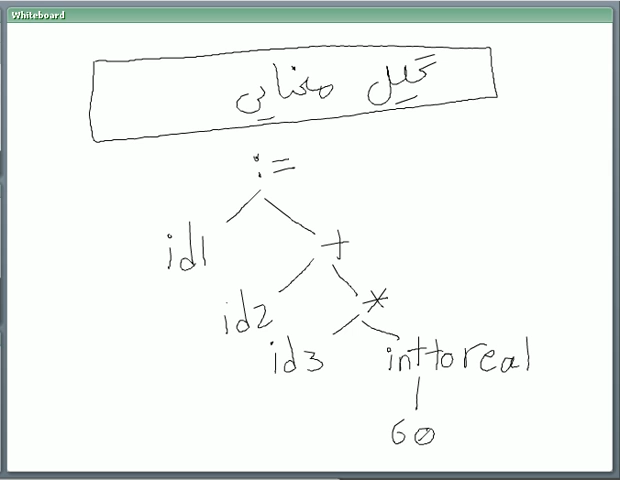 Whiteboard
تحلیل معنایی
:=
id1 +
id2 *
id3 inttoreal
60